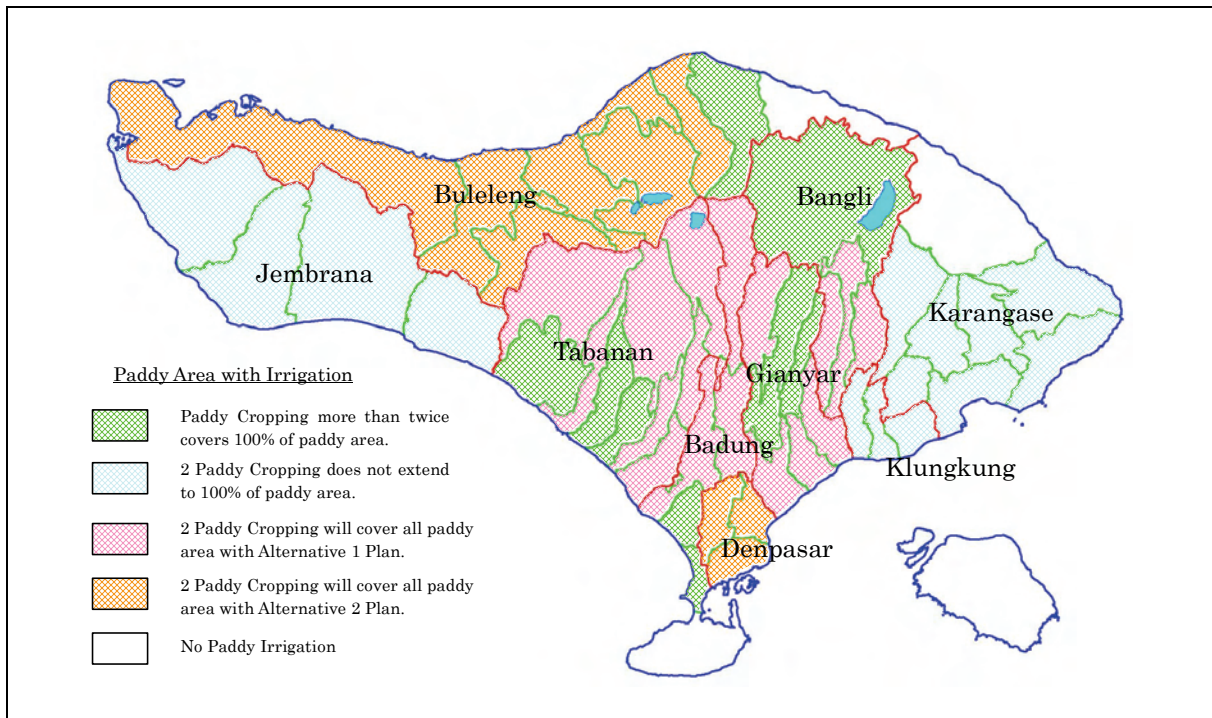 Buleleng
Bangli
Jembrana
Karangase
Tabanan
Gianyar
Badung
Klungkung
Denpasar
Paddy Area with Irrigation
Paddy Cropping more than twice
covers 100% of paddy area.
2 Paddy Cropping does not extend
to 100% of paddy area.
2 Paddy Cropping will cover all paddy
area with Alternative 1 Plan.
2 Paddy Cropping will cover all paddy
area with Alternative 2 Plan.
No Paddy Irrigation